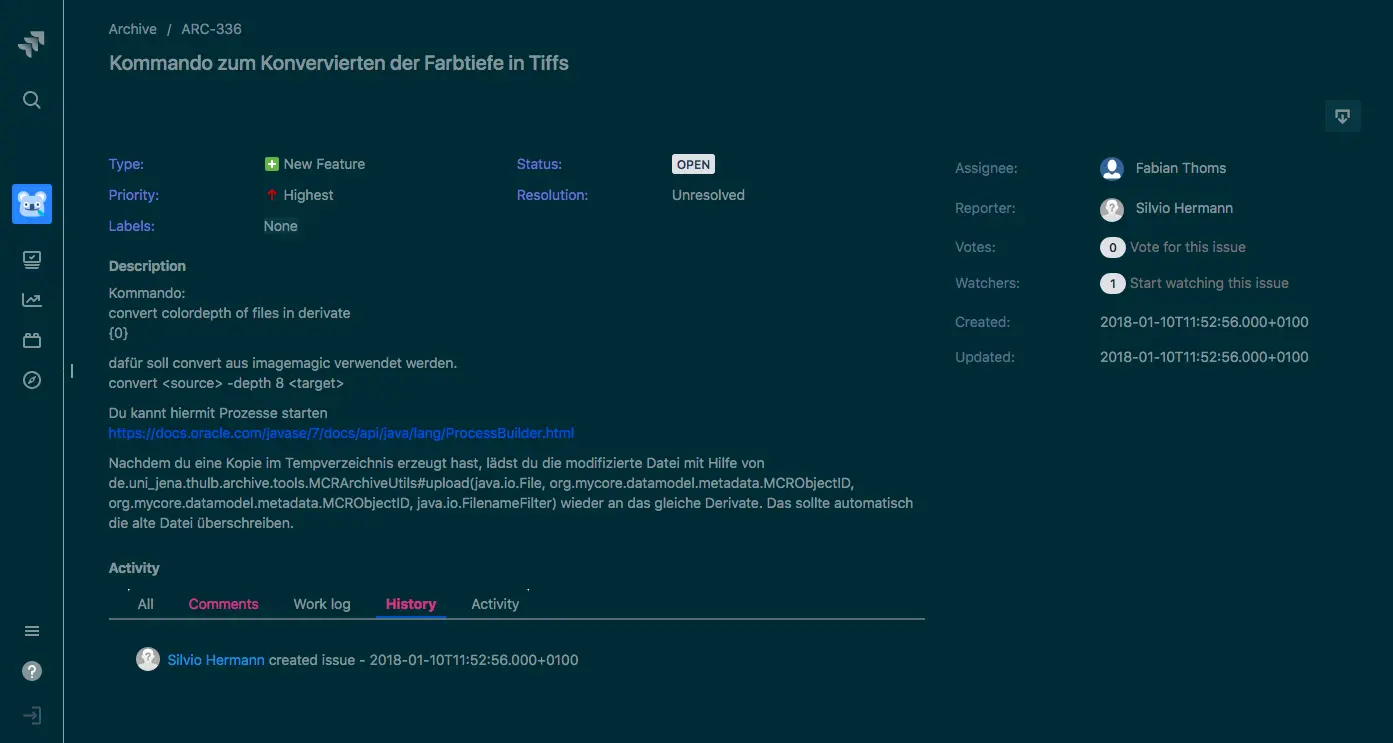 Archive / ARC-336
Kommando zum Konvervierten der Farbtiefe in Tiffs
Type: New Feature
Priority: Highest
Labels: None
Status: OPEN
Resolution: Unresolved
Description
Kommando:
convert colordepth of files in derivate
{0}
dafür soll convert aus imagemagic verwendet werden.
convert <source> -depth 8 <target>
Du kannt hiermit Prozesse starten
https://docs.oracle.com/javase/7/docs/api/java/lang/ProcessBuilder.html
Nachdem du eine Kopie im Tempverzeichnis erzeugt hast, lädst du die modifizierte Datei mit Hilfe von
de.uni_jena.thulb.archive.tools.MCRArchiveUtils#upload(java.io.File, org.mycore.datamodel.metadata.MCRObjectID,
org.mycore.datamodel.metadata.MCRObjectID, java.io.FilenameFilter) wieder an das gleiche Derivate. Das sollte automatisch
die alte Datei überschreiben.
Activity
All Comments Work log History Activity
Silvio Hermann created issue - 2018-01-10T11:52:56.000+0100
Assignee: Fabian Thoms
Reporter: Silvio Hermann
Votes: 0 Vote for this issue
Watchers: 1 Start watching this issue
Created: 2018-01-10T11:52:56.000+0100
Updated: 2018-01-10T11:52:56.000+0100